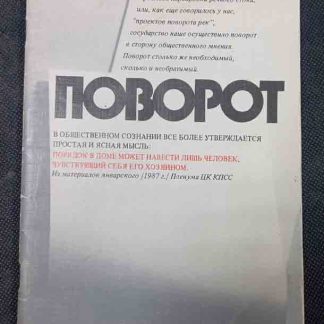 или, как еще говорилось у нас,
"проектов поворота рек",
государство наше осуществило поворот
в сторону общественного мнения.
Поворот столько же необходимый,
сколько и необратимый.
ПОВОРОТ
В ОБЩЕСТВЕННОМ СОЗНАНИИ ВСЕ БОЛЕЕ УТВЕРЖДАЕТСЯ
ПРОСТАЯ И ЯСНАЯ МЫСЛЬ:
ПОРЯДОК В ДОМЕ МОЖЕТ НАВЕСТИ ЛИШЬ ЧЕЛОВЕК,
ЧУВСТВУЮЩИЙ СЕБЯ ЕГО ХОЗЯИНОМ.
Из материалов январского /1987 г./ Пленума ЦК КПСС